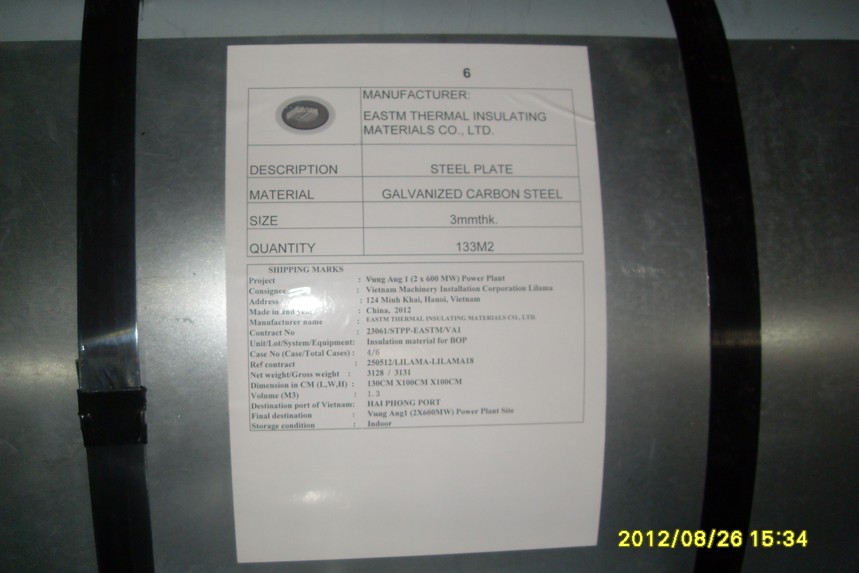 6
MANUFACTURER:
EASTM THERMAL INSULATING
MATERIALS CO., LTD.
DESCRIPTION STEEL PLATE
MATERIAL GALVANIZED CARBON STEEL
SIZE 3mmthk.
QUANTITY 133M2
SHIPPING MARKS
Project : Vung Ang 1 (2 x 600 MW) Power Plant
Consignee : Vietnam Machinery Installation Corporation Lilama
Address : 124 Minh Khai, Hanoi, Vietnam
Made in and year : China, 2012
Manufacturer name : EASTM THERMAL INSULATING MATERIALS CO., LTD.
Contract No : 23061/STPP-EASTM/VA1
Unit/Lot/System/Equipment: Insulation material for BOP
Case No (Case/Total Cases) : 4/6
Ref contract : 250512/LILAMA-LILAMA18
Net weight/Gross weight : 3128 / 3131
Dimension in CM (L,W,H) : 130CM X100CM X100CM
Volume (M3) : 1.3
Destination port of Vietnam: HAI PHONG PORT
Final destination : Vung Ang1 (2X600MW) Power Plant Site
Storage condition : Indoor
2012/08/26 15:34